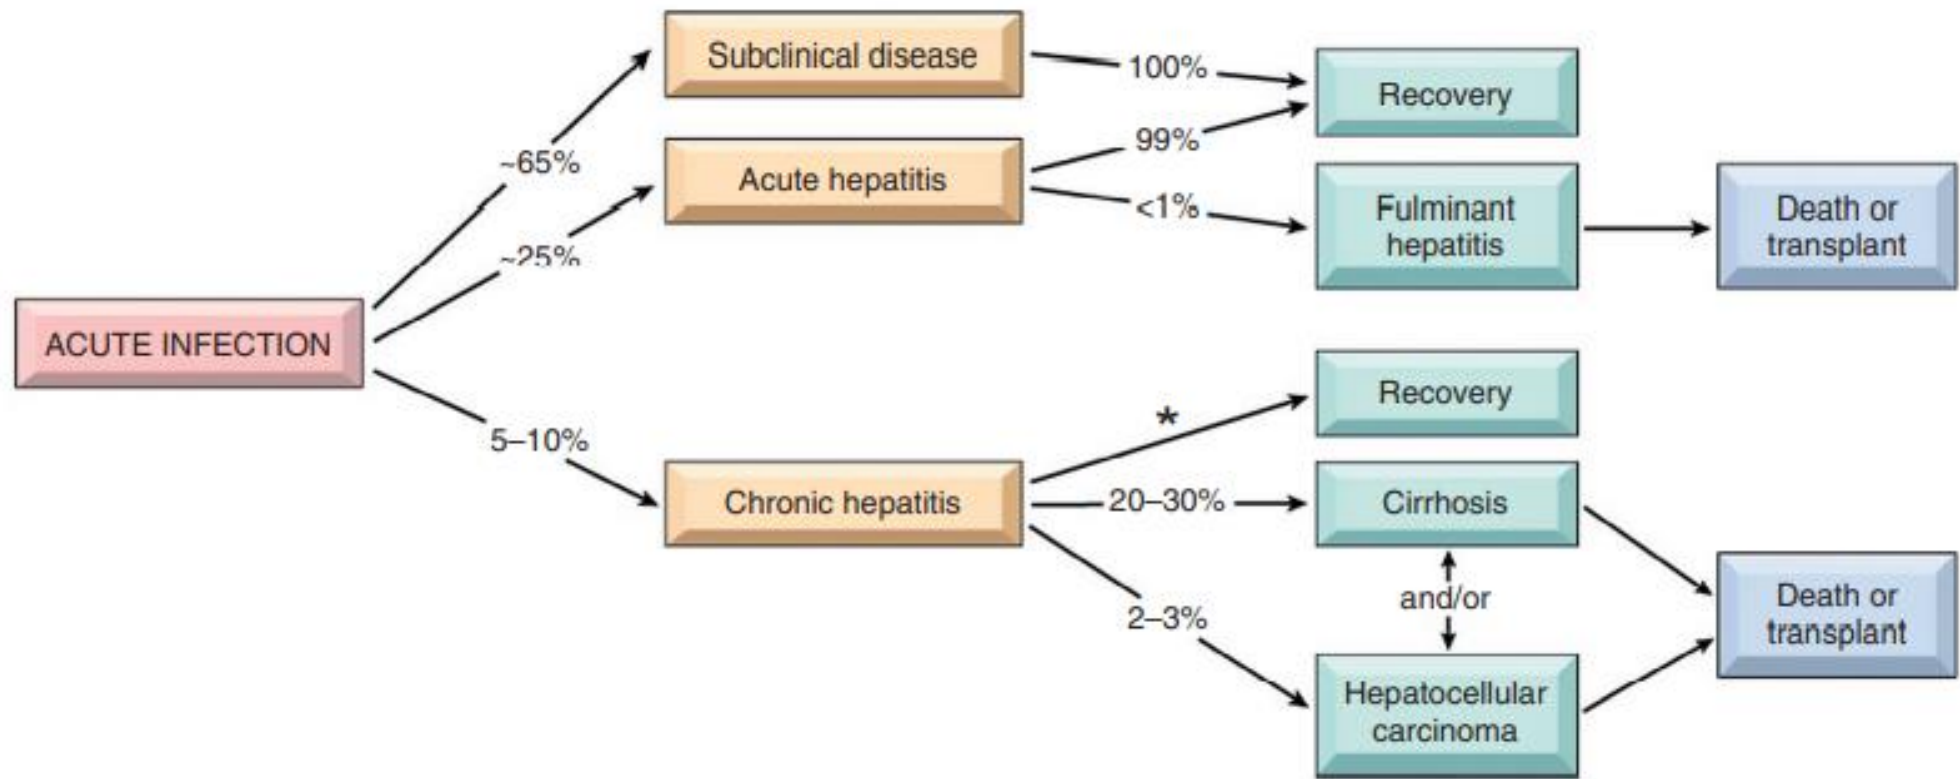 Subclinical disease
100%
Recovery
~65%
Acute hepatitis
99%
<1%
Fulminant
hepatitis
Death or
transplant
~25%
ACUTE INFECTION
5–10%
Chronic hepatitis
*
Recovery
20–30%
Cirrhosis
and/or
2–3%
Hepatocellular
carcinoma
Death or
transplant